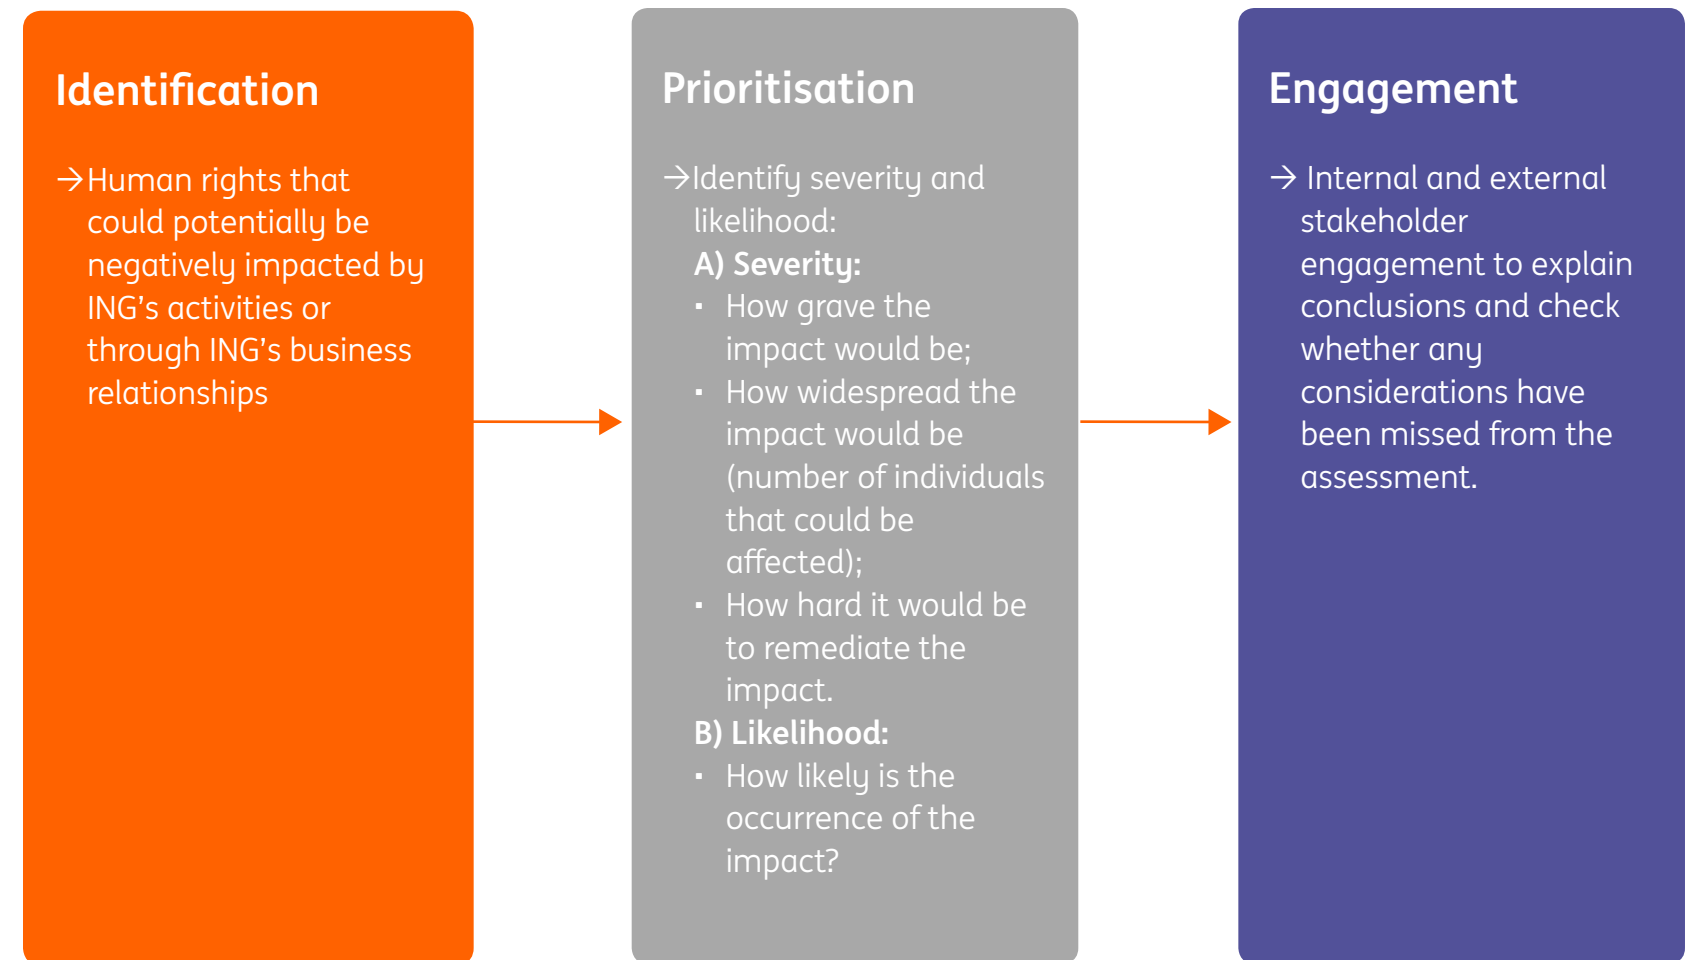 Identification
→Human rights that
could potentially be
negatively impacted by
ING’s activities or
through ING’s business
relationships
Prioritisation
→Identify severity and
likelihood:
A) Severity:
▪ How grave the
impact would be;
▪ How widespread the
impact would be
(number of individuals
that could be
affected);
▪ How hard it would be
to remediate the
impact.
B) Likelihood:
▪ How likely is the
occurrence of the
impact?
Engagement
→ Internal and external
stakeholder
engagement to explain
conclusions and check
whether any
considerations have
been missed from the
assessment.